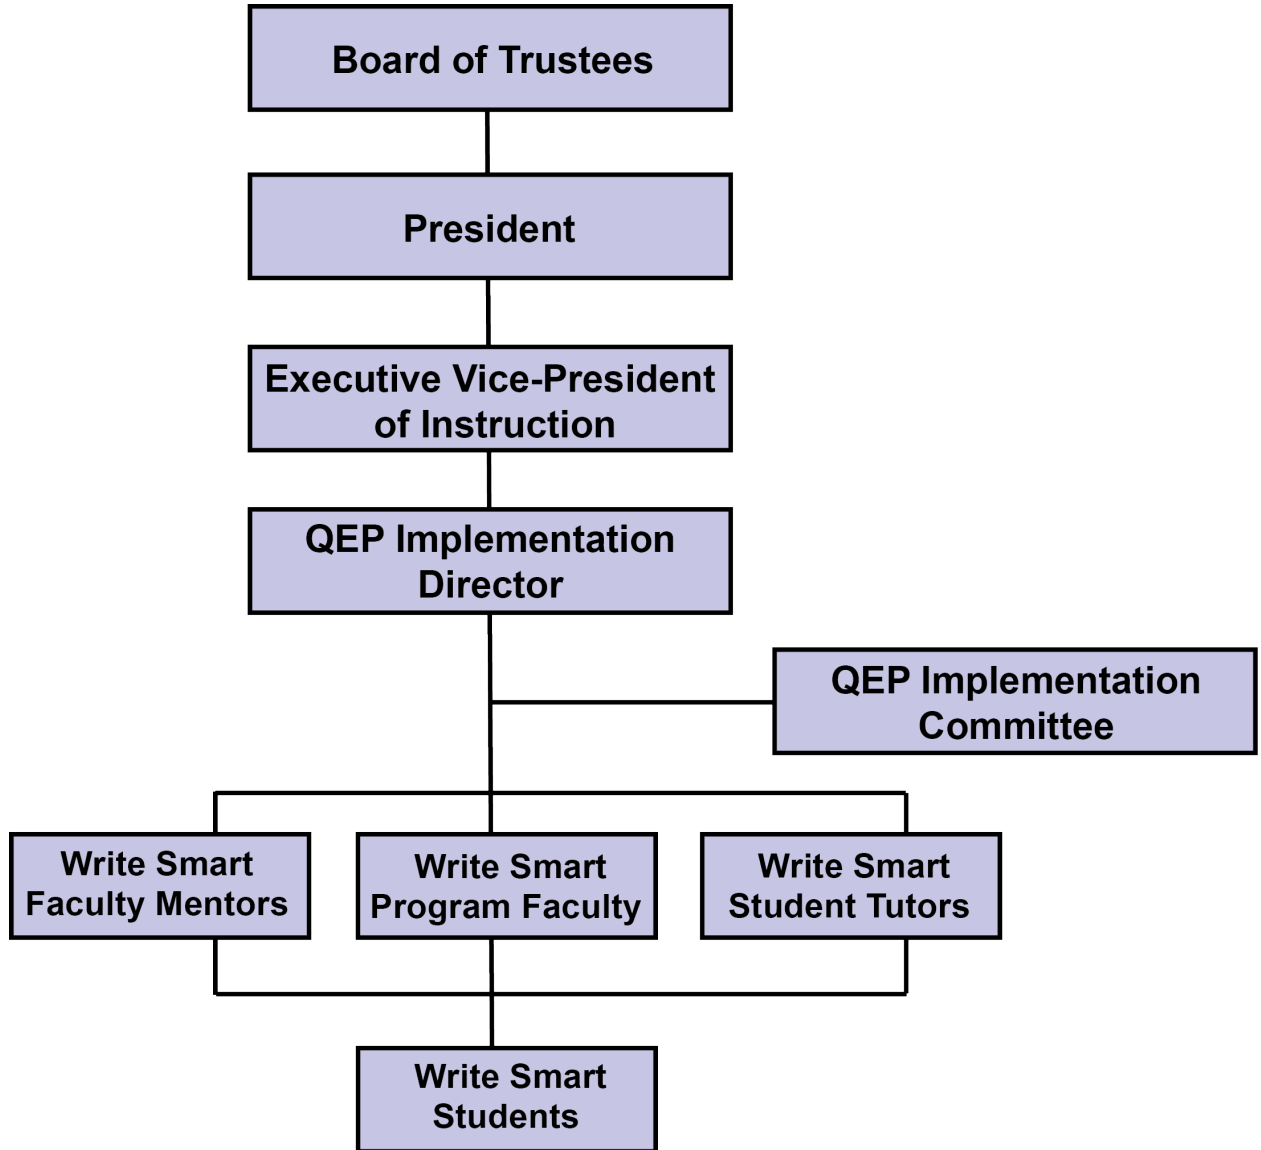 Board of Trustees
President
Executive Vice-President
of Instruction
QEP Implementation
Director
QEP Implementation
Committee
Write Smart
Faculty Mentors
Write Smart
Program Faculty
Write Smart
Student Tutors
Write Smart
Students